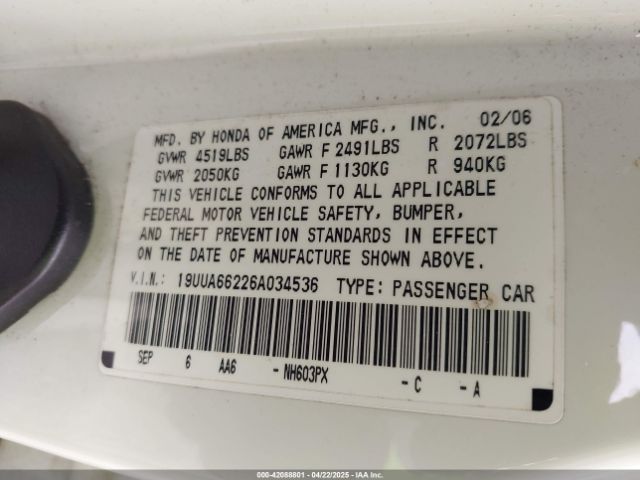 MFD. BY HONDA OF AMERICA MFG., INC. 02/06
GVWR 4519LBS GAWR F 2491LBS R 2072LBS
GVWR 2050KG GAWR F 1130KG R 940KG
THIS VEHICLE CONFORMS TO ALL APPLICABLE
FEDERAL MOTOR VEHICLE SAFETY, BUMPER,
AND THEFT PREVENTION STANDARDS IN EFFECT
ON THE DATE OF MANUFACTURE SHOWN ABOVE.
V.I.N.: 19UUA66226A034536 TYPE: PASSENGER CAR
SEP 6 AA6 - NH603PX - C - A
000-42088801 - 04/22/2025 - IAAI.COM